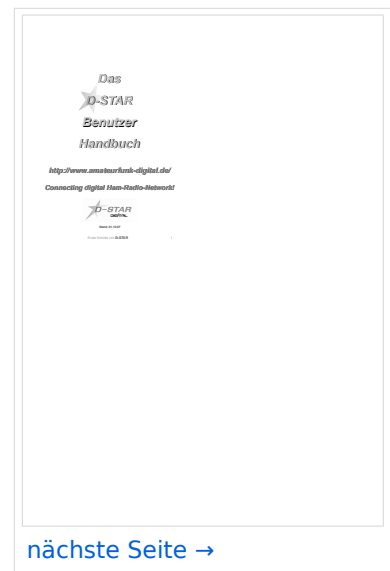 Das
D-STAR
Benutzer
Handbuch
http://www.amateurfunk-digital.de/
Connecting digital Ham-Radio-Network!
D-STAR
DIGITAL
nächste Seite →